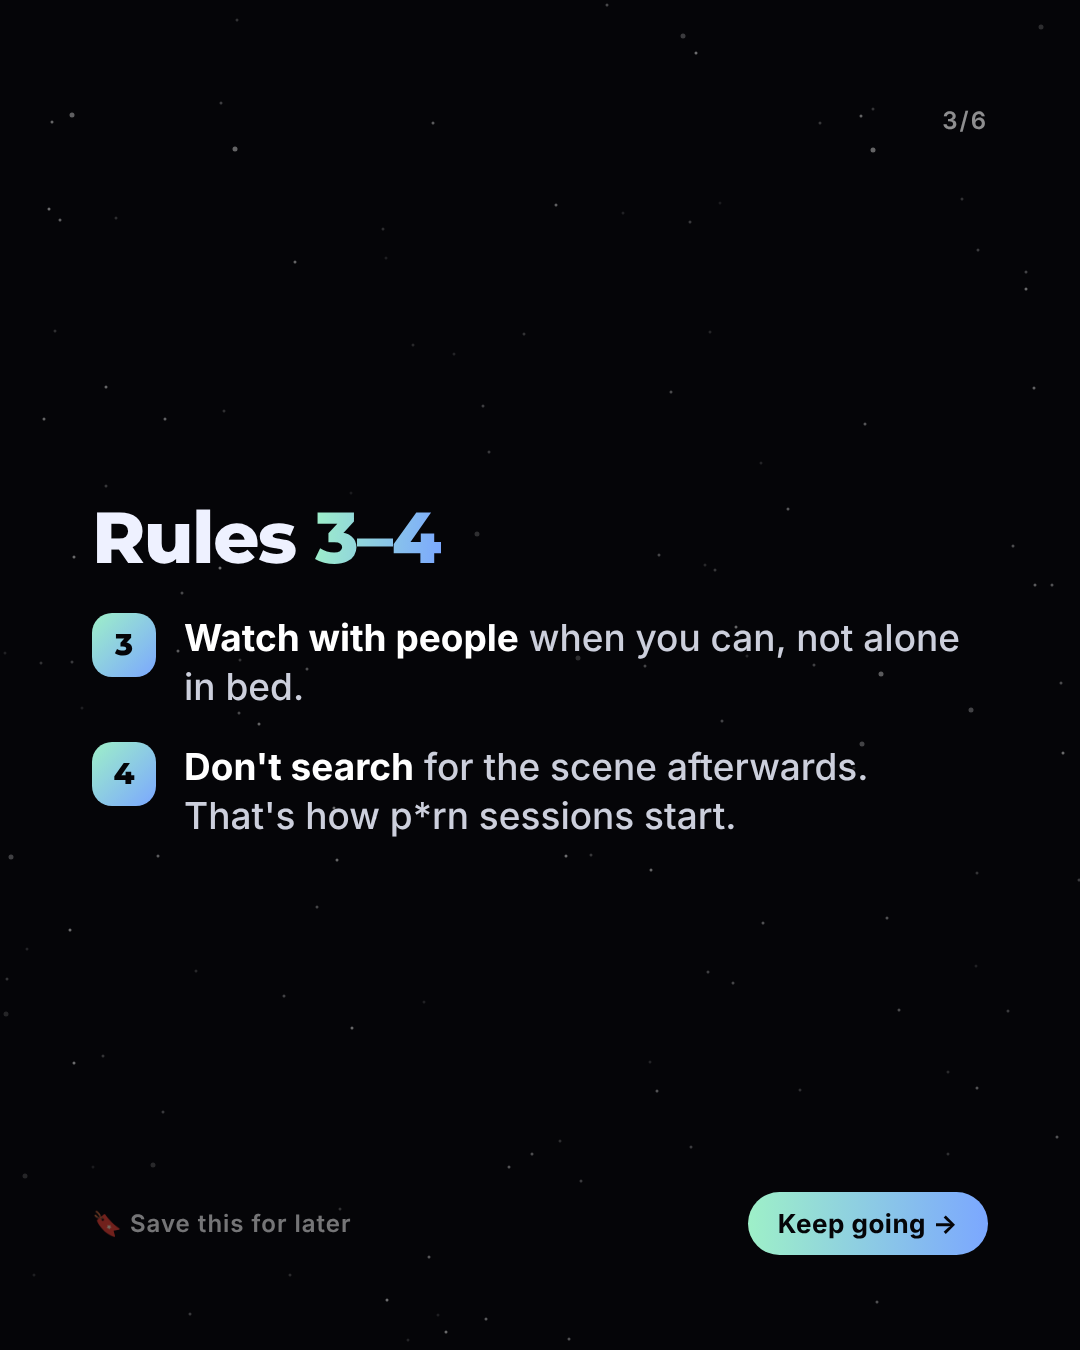 3/6
Rules 3–4
3 Watch with people when you can, not alone
in bed.
4 Don't search for the scene afterwards.
That's how p*rn sessions start.
🔖 Save this for later
Keep going →